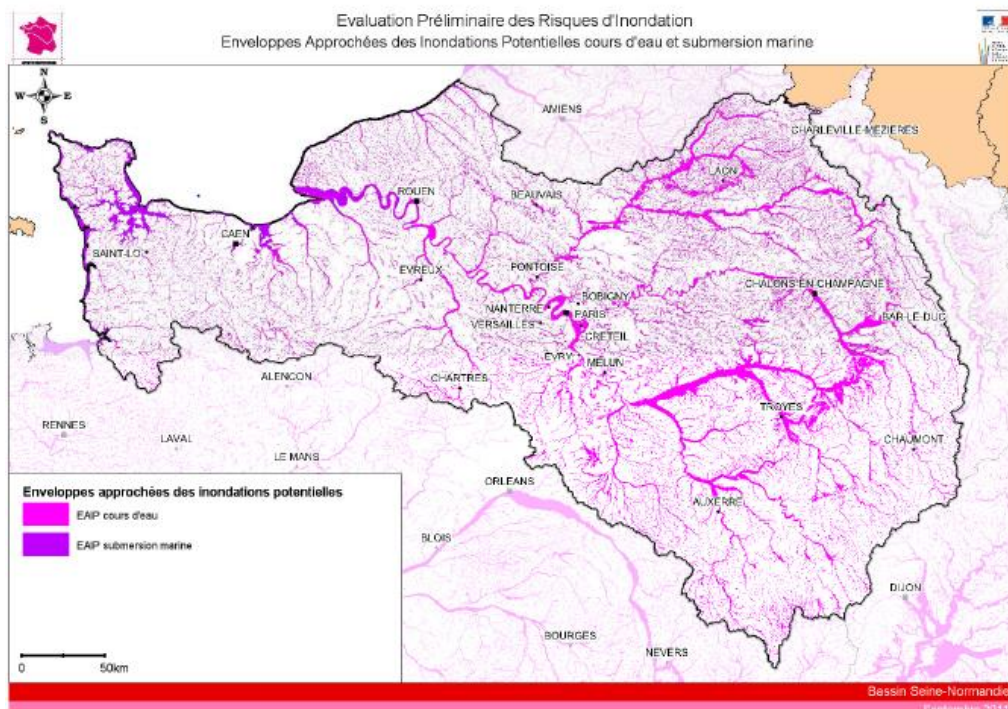 Evaluation Préliminaire des Risques d'Inondation
Enveloppes Approchées des Inondations Potentielles cours d'eau et submersion marine
N
W E
S
AMIENS
CHARLEVILLE-MEZIERES
LAON
ROUEN
BEAUVAIS
CAEN
SAINT-LO
EVREUX
PONTOISE
CHALONS-EN-CHAMPAGNE
BOBIGNY
NANTERRE
PARIS
BAR-LE-DUC
VERSAILLES
CRETEIL
EVRY
MELUN
ALENCON
CHARTRES
TROYES
RENNES
LAVAL
CHAUMONT
LE MANS
ORLEANS
AUXERRE
BLOIS
DIJON
BOURGES
NEVERS
Enveloppes approchées des inondations potentielles
EAIP cours d'eau
EAIP submersion marine
0 50km
Bassin Seine-Normandie